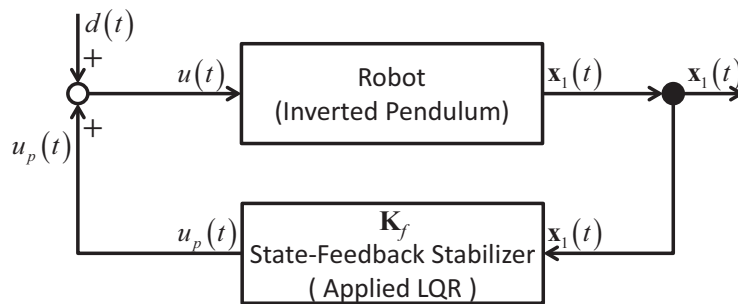 d(t)
+
u(t)
Robot
(Inverted Pendulum)
𝐱₁(t)
𝐱₁(t)
+
uₚ(t)
uₚ(t)
𝐊_f
State-Feedback Stabilizer
( Applied LQR )
𝐱₁(t)